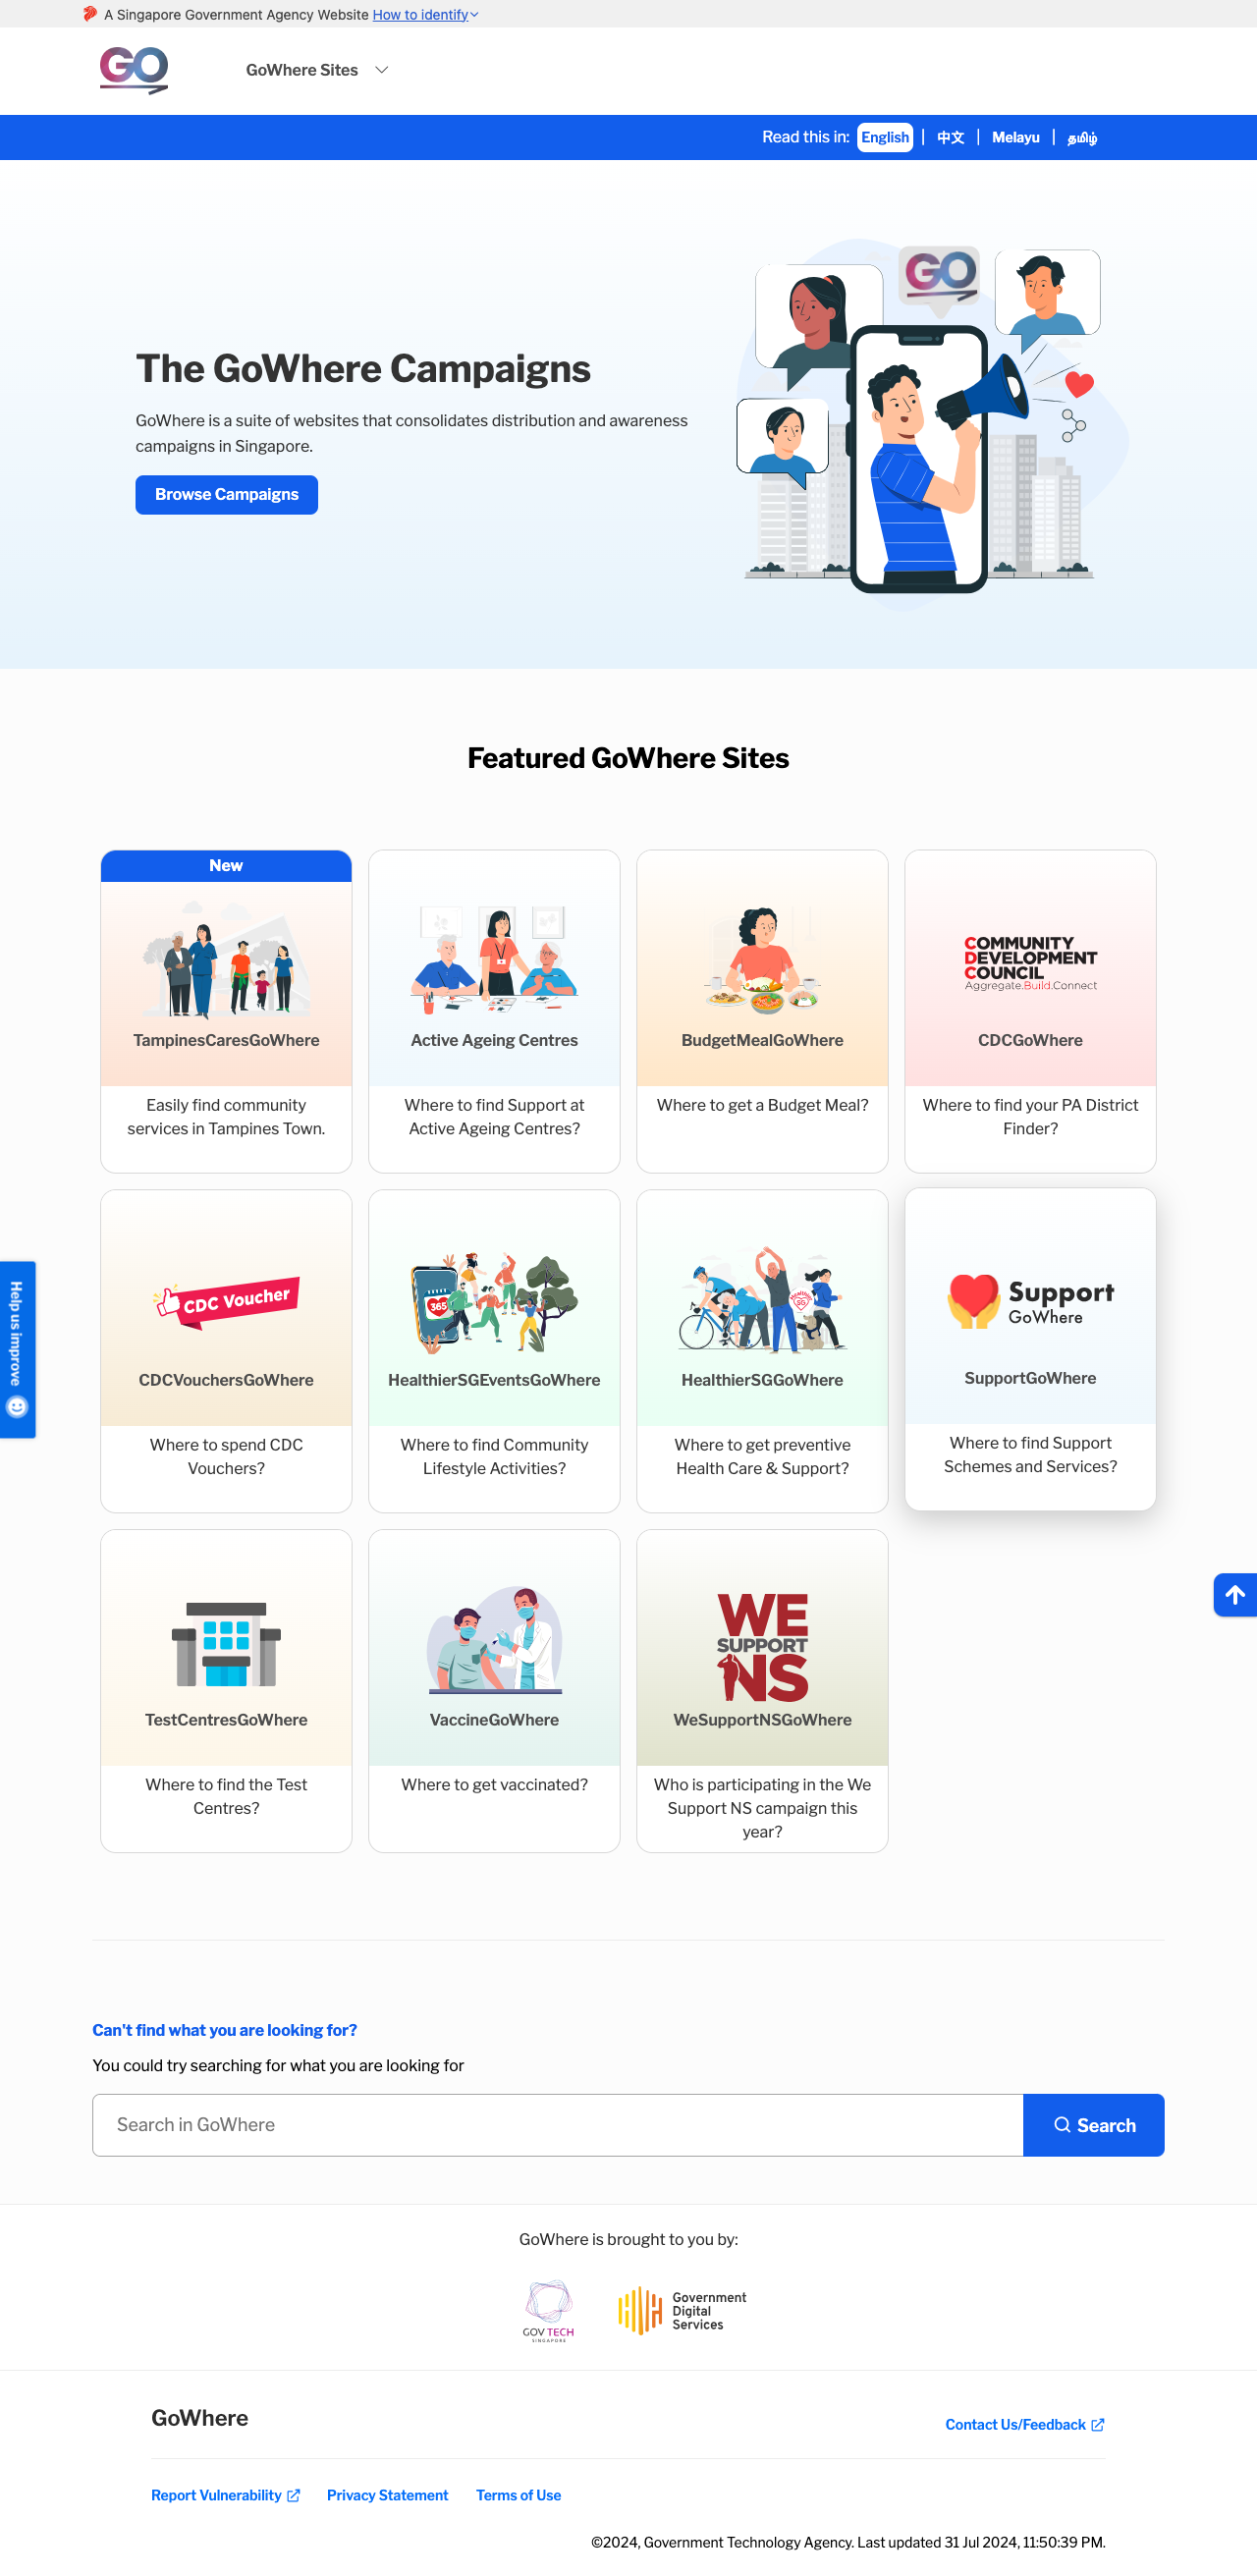 A Singapore Government Agency Website How to identify
GO
GoWhere Sites
Read this in: English | 中文 | Melayu | தமிழ்
GO
The GoWhere Campaigns
GoWhere is a suite of websites that consolidates distribution and awareness
campaigns in Singapore.
Browse Campaigns
Featured GoWhere Sites
New
TampinesCaresGoWhere
Easily find community
services in Tampines Town.
Active Ageing Centres
Where to find Support at
Active Ageing Centres?
BudgetMealGoWhere
Where to get a Budget Meal?
COMMUNITY
DEVELOPMENT
COUNCIL
Aggregate.Build.Connect
CDCGoWhere
Where to find your PA District
Finder?
CDC Voucher
CDCVouchersGoWhere
Where to spend CDC
Vouchers?
365
HealthierSGEventsGoWhere
Where to find Community
Lifestyle Activities?
Healthier
SG
HealthierSGGoWhere
Where to get preventive
Health Care & Support?
Support
GoWhere
SupportGoWhere
Where to find Support
Schemes and Services?
TestCentresGoWhere
Where to find the Test
Centres?
VaccineGoWhere
Where to get vaccinated?
WE
SUPPORT
NS
WeSupportNSGoWhere
Who is participating in the We
Support NS campaign this
year?
Help us improve
Can't find what you are looking for?
You could try searching for what you are looking for
Search in GoWhere
Search
GoWhere is brought to you by:
GOVTECH
SINGAPORE
Government
Digital
Services
GoWhere
Contact Us/Feedback
Report Vulnerability
Privacy Statement
Terms of Use
©2024, Government Technology Agency. Last updated 31 Jul 2024, 11:50:39 PM.